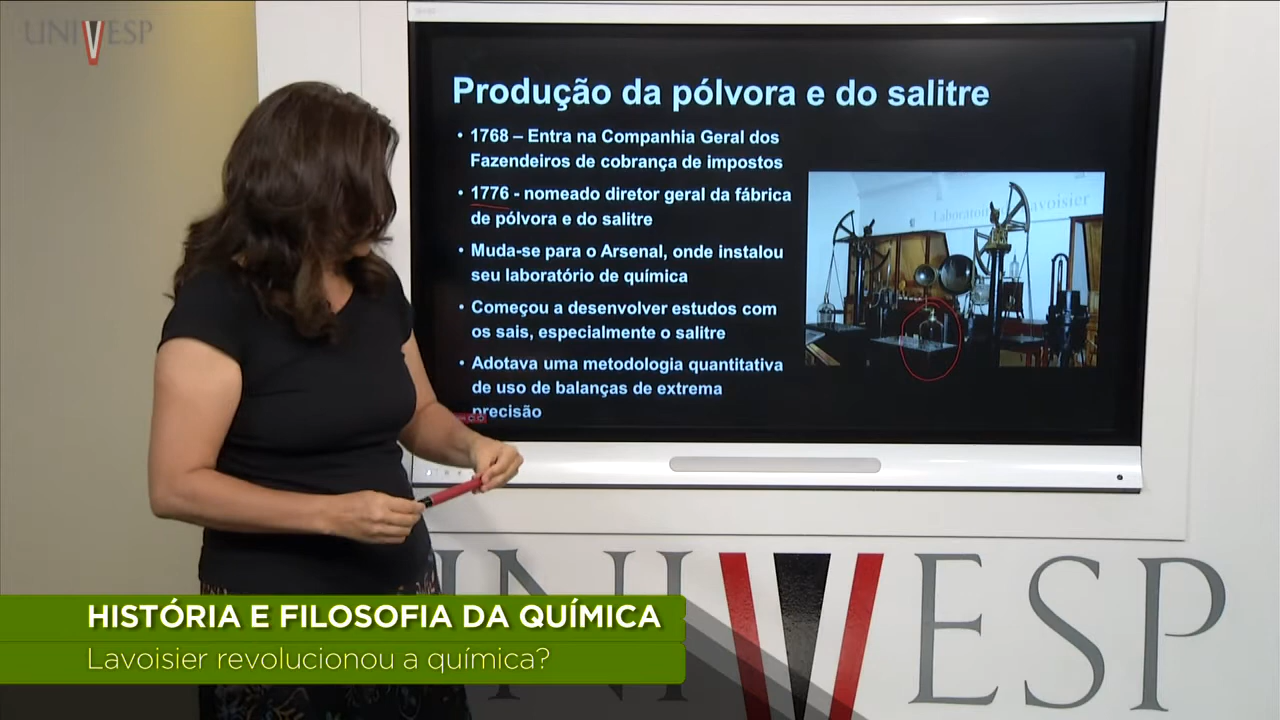 UNIVESP
Produção da pólvora e do salitre
• 1768 – Entra na Companhia Geral dos
Fazendeiros de cobrança de impostos
• 1776 - nomeado diretor geral da fábrica
de pólvora e do salitre
• Muda-se para o Arsenal, onde instalou
seu laboratório de química
• Começou a desenvolver estudos com
os sais, especialmente o salitre
• Adotava uma metodologia quantitativa
de uso de balanças de extrema
precisão
Lavoisier
UNIVESP
HISTÓRIA E FILOSOFIA DA QUÍMICA
Lavoisier revolucionou a química?